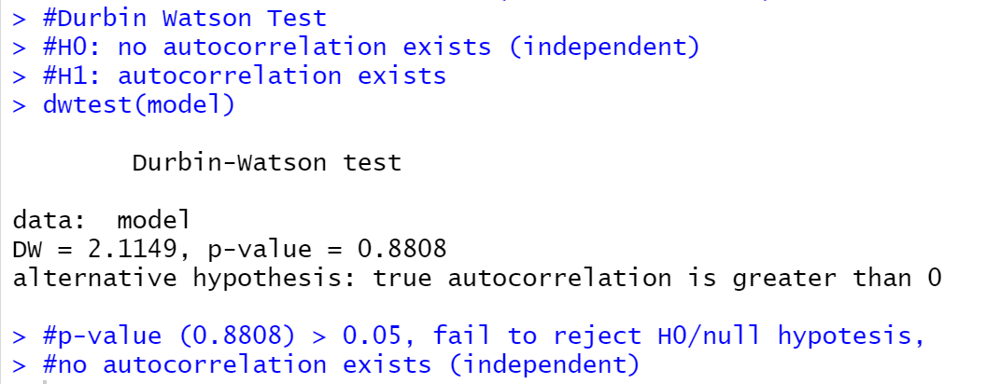 > #Durbin Watson Test
> #H0: no autocorrelation exists (independent)
> #H1: autocorrelation exists
> dwtest(model)
Durbin-Watson test
data:  model
DW = 2.1149, p-value = 0.8808
alternative hypothesis: true autocorrelation is greater than 0
> #p-value (0.8808) > 0.05, fail to reject H0/null hypotesis,
> #no autocorrelation exists (independent)